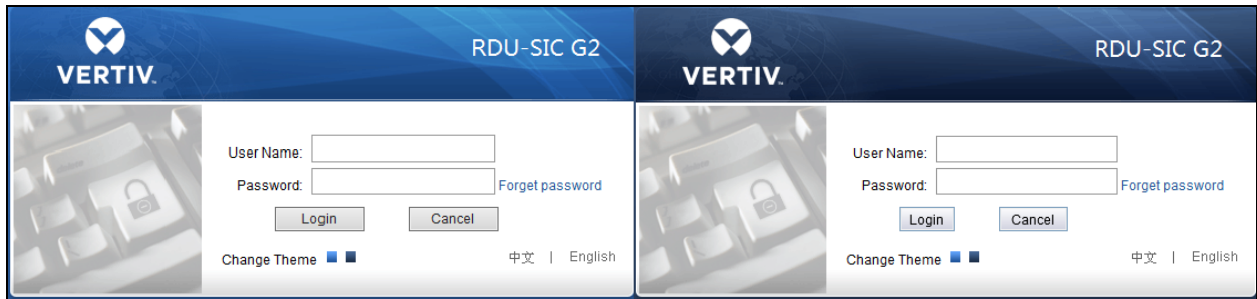 VERTIV.
RDU-SIC G2
User Name:
Password:
Forget password
Login
Cancel
Change Theme
中文 | English
VERTIV.
RDU-SIC G2
User Name:
Password:
Forget password
Login
Cancel
Change Theme
中文 | English